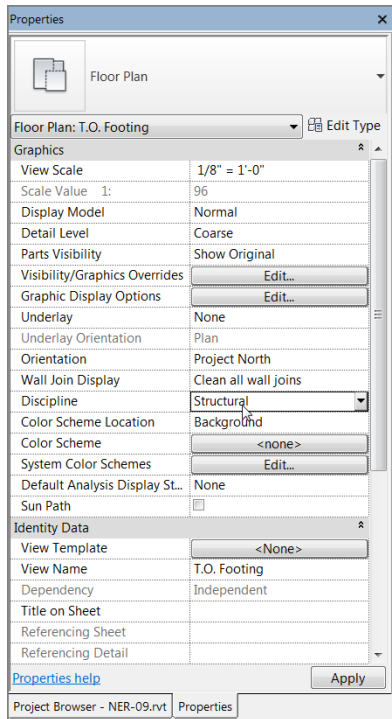 Properties
Floor Plan
Floor Plan: T.O. Footing Edit Type
Graphics
View Scale 1/8" = 1'-0"
Scale Value 1: 96
Display Model Normal
Detail Level Coarse
Parts Visibility Show Original
Visibility/Graphics Overrides Edit...
Graphic Display Options Edit...
Underlay None
Underlay Orientation Plan
Orientation Project North
Wall Join Display Clean all wall joins
Discipline Structural
Color Scheme Location Background
Color Scheme <none>
System Color Schemes Edit...
Default Analysis Display St... None
Sun Path
Identity Data
View Template <None>
View Name T.O. Footing
Dependency Independent
Title on Sheet
Referencing Sheet
Referencing Detail
Properties help Apply
Project Browser - NER-09.rvt Properties